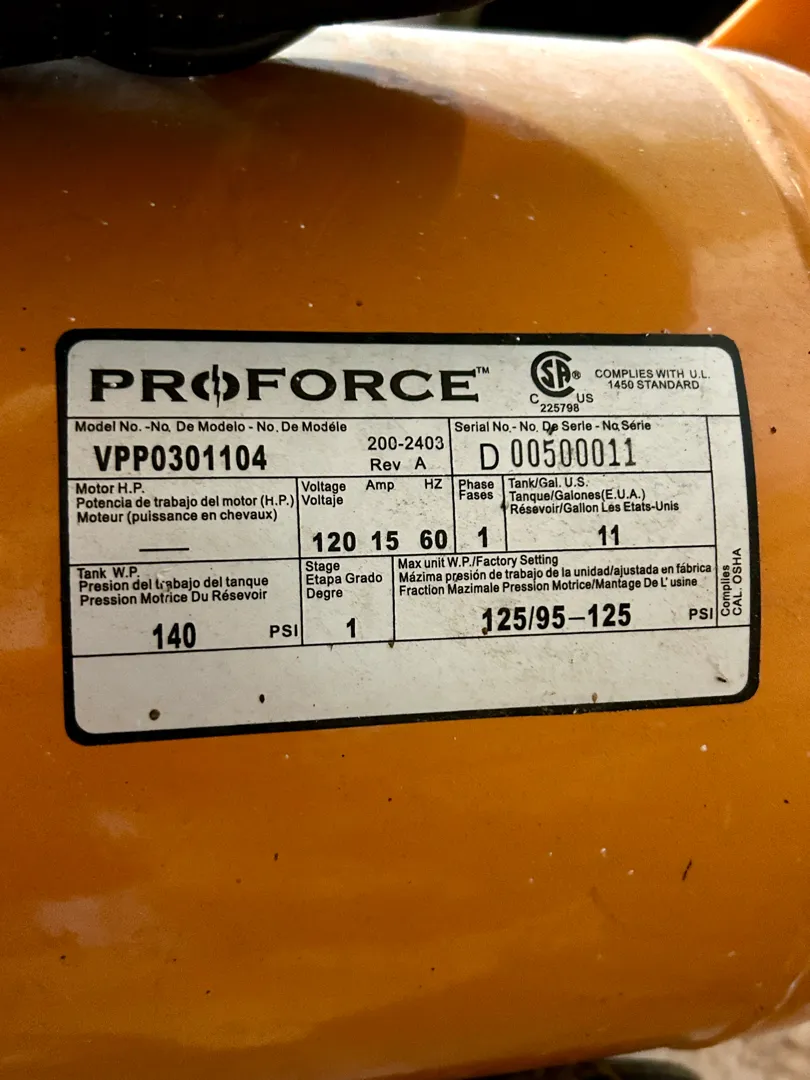 PROFORCE™
CSA®
C US
225798
COMPLIES WITH U.L.
1450 STANDARD
Model No. -No. De Modelo - No. De Modéle
VPP0301104
200-2403
Rev A
Serial No.- No. De Serie - No.Série
D 00500011
Motor H.P.
Potencia de trabajo del motor (H.P.)
Moteur (puissance en chevaux)
Voltage
Voltaje
Amp
HZ
120 15 60
Phase
Fases
1
Tank/Gal. U.S.
Tanque/Galones(E.U.A.)
Résevoir/Gallon Les Etats-Unis
11
Tank W.P.
Presion del trabajo del tanque
Pression Motrice Du Résevoir
140 PSI
Stage
Etapa Grado
Degre
1
Max unit W.P./Factory Setting
Mázima presión de trabajo de la unidad/ajustada en fábrica
Fraction Mazimale Pression Motrice/Mantage De L' usine
125/95–125 PSI
Complies
CAL. OSHA